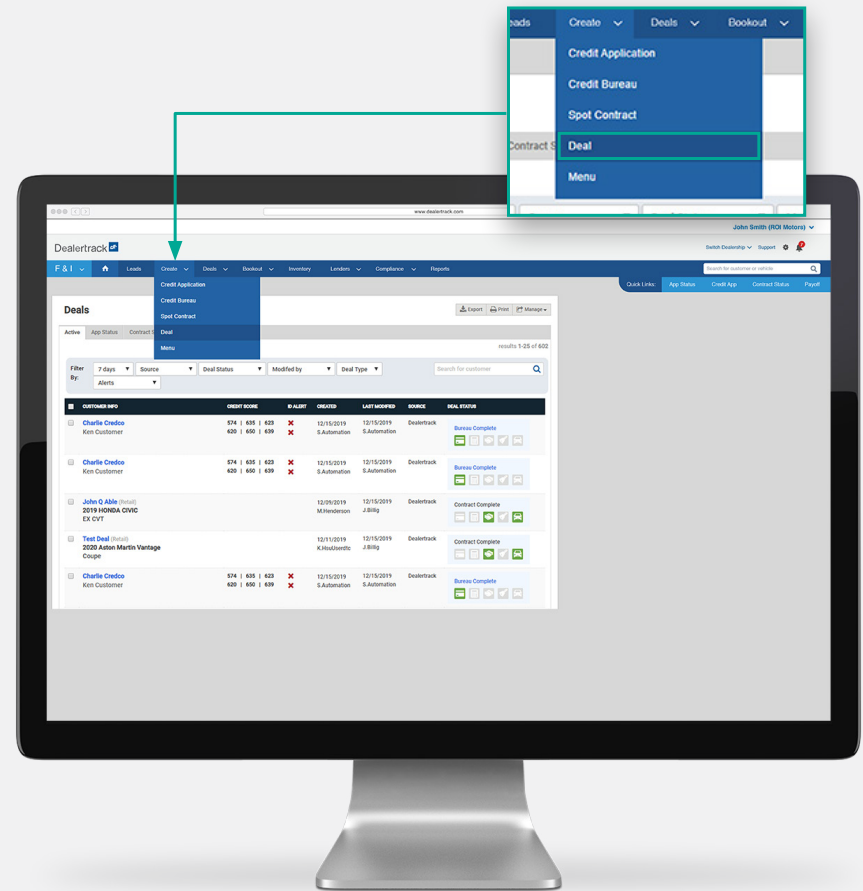 Create Deals Bookout
Credit Application
Credit Bureau
Spot Contract
Contract S Deal
Menu
www.dealertrack.com
John Smith (ROI Motors)
Dealertrack
Switch Dealership Support
F & I Leads Create Deals Bookout Inventory Lenders Compliance Reports
Search for customer or vehicle
Quick Links: App Status Credit App Contract Status Payoff
Credit Application
Credit Bureau
Spot Contract
Deal
Menu
Deals
Export Print Manage
Active App Status Contract S
results 1-25 of 602
Filter By: 7 days Source Deal Status Modifed by Deal Type Search for customer
Alerts
CUSTOMER INFO CREDIT SCORE ID ALERT CREATED LAST MODIFIED SOURCE DEAL STATUS
Charlie Credco 574 | 635 | 623 12/15/2019 12/15/2019 Dealertrack Bureau Complete
Ken Customer 620 | 650 | 639 S.Automation S.Automation
Charlie Credco 574 | 635 | 623 12/15/2019 12/15/2019 Dealertrack Bureau Complete
Ken Customer 620 | 650 | 639 S.Automation S.Automation
John Q Able (Retail) 12/09/2019 12/15/2019 Dealertrack Contract Complete
2019 HONDA CIVIC M.Henderson J.Billig
EX CVT
Test Deal (Retail) 12/11/2019 12/15/2019 Dealertrack Contract Complete
2020 Aston Martin Vantage J.Billig
Coupe
Charlie Credco 574 | 635 | 623 12/15/2019 12/15/2019 Dealertrack Bureau Complete
Ken Customer 620 | 650 | 639 S.Automation S.Automation